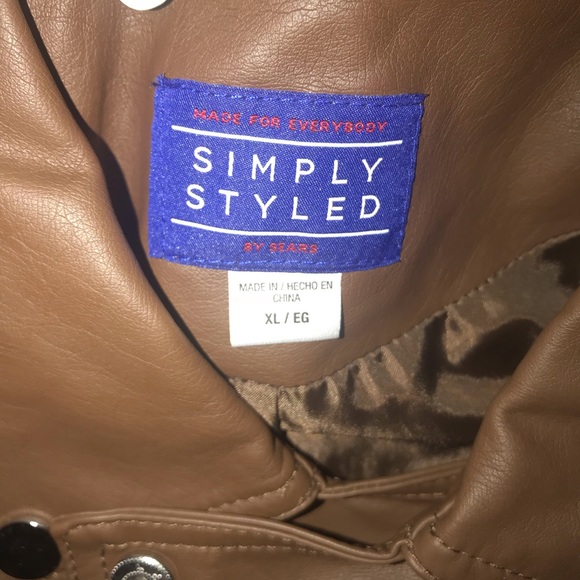 MADE FOR EVERYBODY
SIMPLY
STYLED
BY SEARS
MADE IN / HECHO EN
CHINA
XL / EG